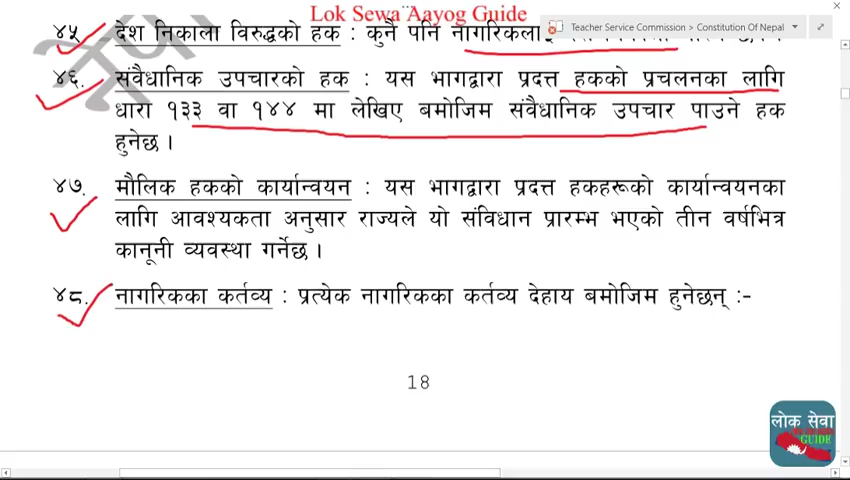 Lok Sewa Aayog Guide
Teacher Service Commission > Constitution Of Nepal
४५. देश निकाला विरुद्धको हक : कुनै पनि नागरिकलाई
४६. संवैधानिक उपचारको हक : यस भागद्वारा प्रदत्त हकको प्रचलनका लागि
धारा १३३ वा १४४ मा लेखिए बमोजिम संवैधानिक उपचार पाउने हक
हुनेछ ।
४७. मौलिक हकको कार्यान्वयन : यस भागद्वारा प्रदत्त हकहरूको कार्यान्वयनका
लागि आवश्यकता अनुसार राज्यले यो संविधान प्रारम्भ भएको तीन वर्षभित्र
कानूनी व्यवस्था गर्नेछ ।
४८. नागरिकका कर्तव्य : प्रत्येक नागरिकका कर्तव्य देहाय बमोजिम हुनेछन् :-
18
लोक सेवा
GUIDE